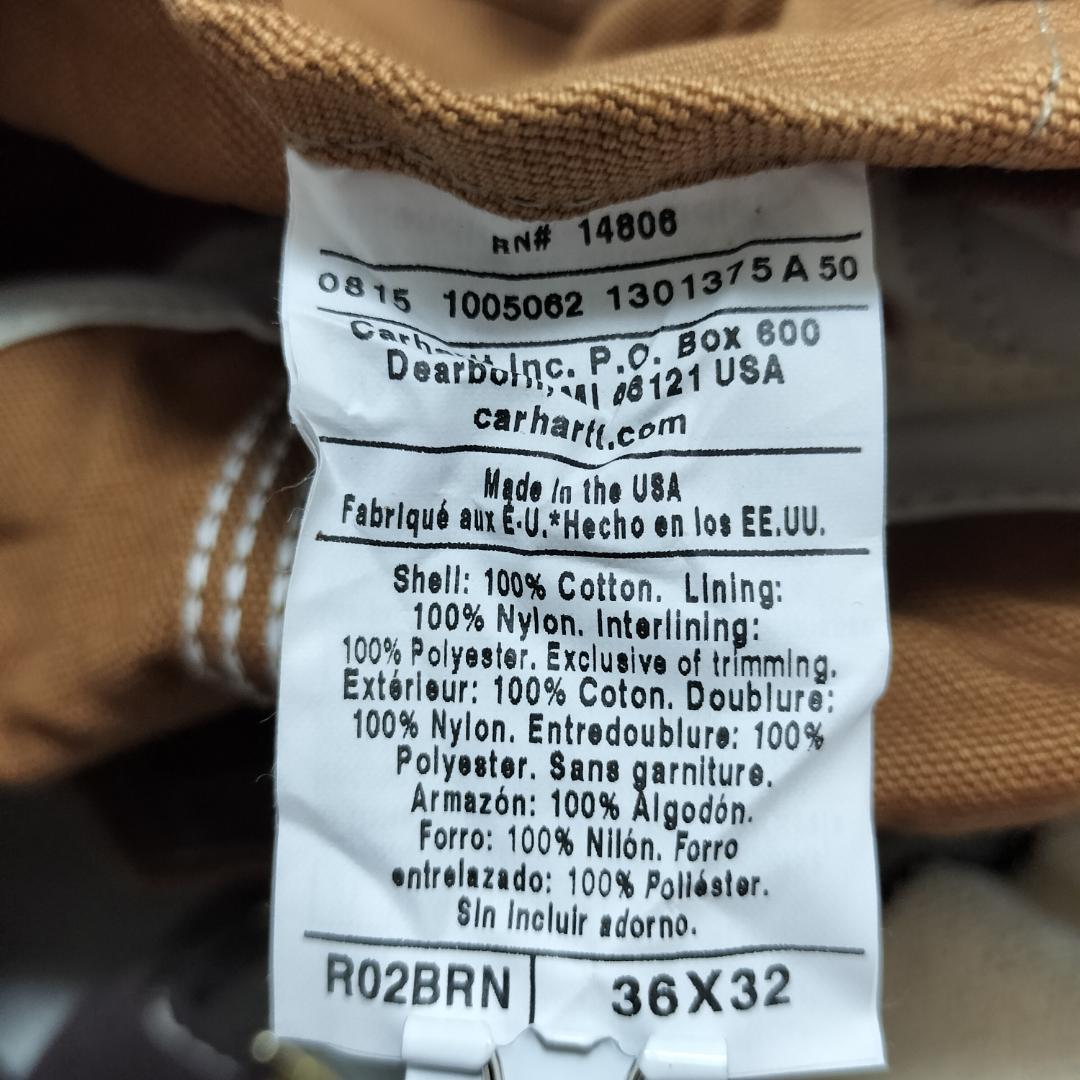 RN# 14806
0815 1005062 1301375 A 50
Carhartt Inc. P.O. Box 600
Dearborn, MI 48121 USA
carhartt.com
Made In the USA
Fabriqué aux É-U.*Hecho en los EE.UU.
Shell: 100% Cotton. Lining:
100% Nylon. Interlining:
100% Polyester. Exclusive of trimming.
Extérieur: 100% Coton. Doublure:
100% Nylon. Entredoublure: 100%
Polyester. Sans garniture.
Armazón: 100% Algodón.
Forro: 100% Nilón. Forro
entrelazado: 100% Poliéster.
Sin incluir adorno.
R02BRN 36X32